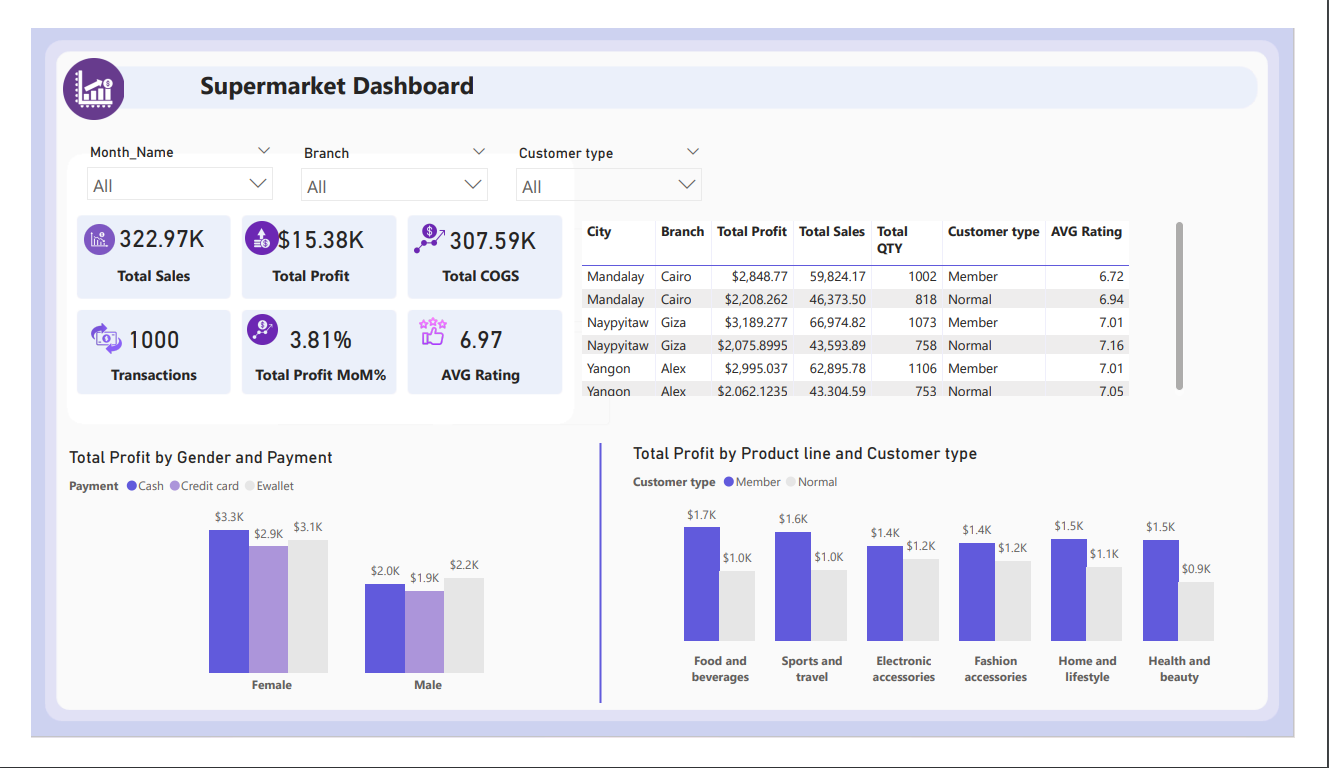 Supermarket Dashboard
Month_Name
Branch
Customer type
All
All
All
322.97K
Total Sales
$15.38K
Total Profit
307.59K
Total COGS
1000
Transactions
3.81%
Total Profit MoM%
6.97
AVG Rating
City Branch Total Profit Total Sales Total QTY Customer type AVG Rating
Mandalay Cairo $2,848.77 59,824.17 1002 Member 6.72
Mandalay Cairo $2,208.262 46,373.50 818 Normal 6.94
Naypyitaw Giza $3,189.277 66,974.82 1073 Member 7.01
Naypyitaw Giza $2,075.8995 43,593.89 758 Normal 7.16
Yangon Alex $2,995.037 62,895.78 1106 Member 7.01
Yangon Alex $2,062.1235 43,304.59 753 Normal 7.05
Total Profit by Gender and Payment
Payment Cash Credit card Ewallet
$3.3K
$2.9K
$3.1K
$2.0K
$1.9K
$2.2K
Female
Male
Total Profit by Product line and Customer type
Customer type Member Normal
$1.7K
$1.0K
$1.6K
$1.0K
$1.4K
$1.2K
$1.4K
$1.2K
$1.5K
$1.1K
$1.5K
$0.9K
Food and
beverages
Sports and
travel
Electronic
accessories
Fashion
accessories
Home and
lifestyle
Health and
beauty